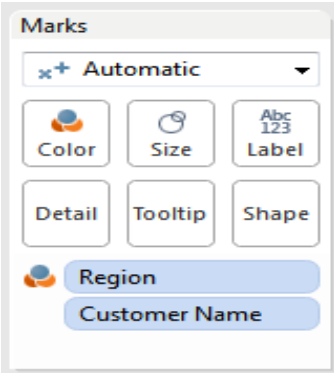 Marks
Automatic
Abc
123
Color Size Label
Detail Tooltip Shape
Region
Customer Name